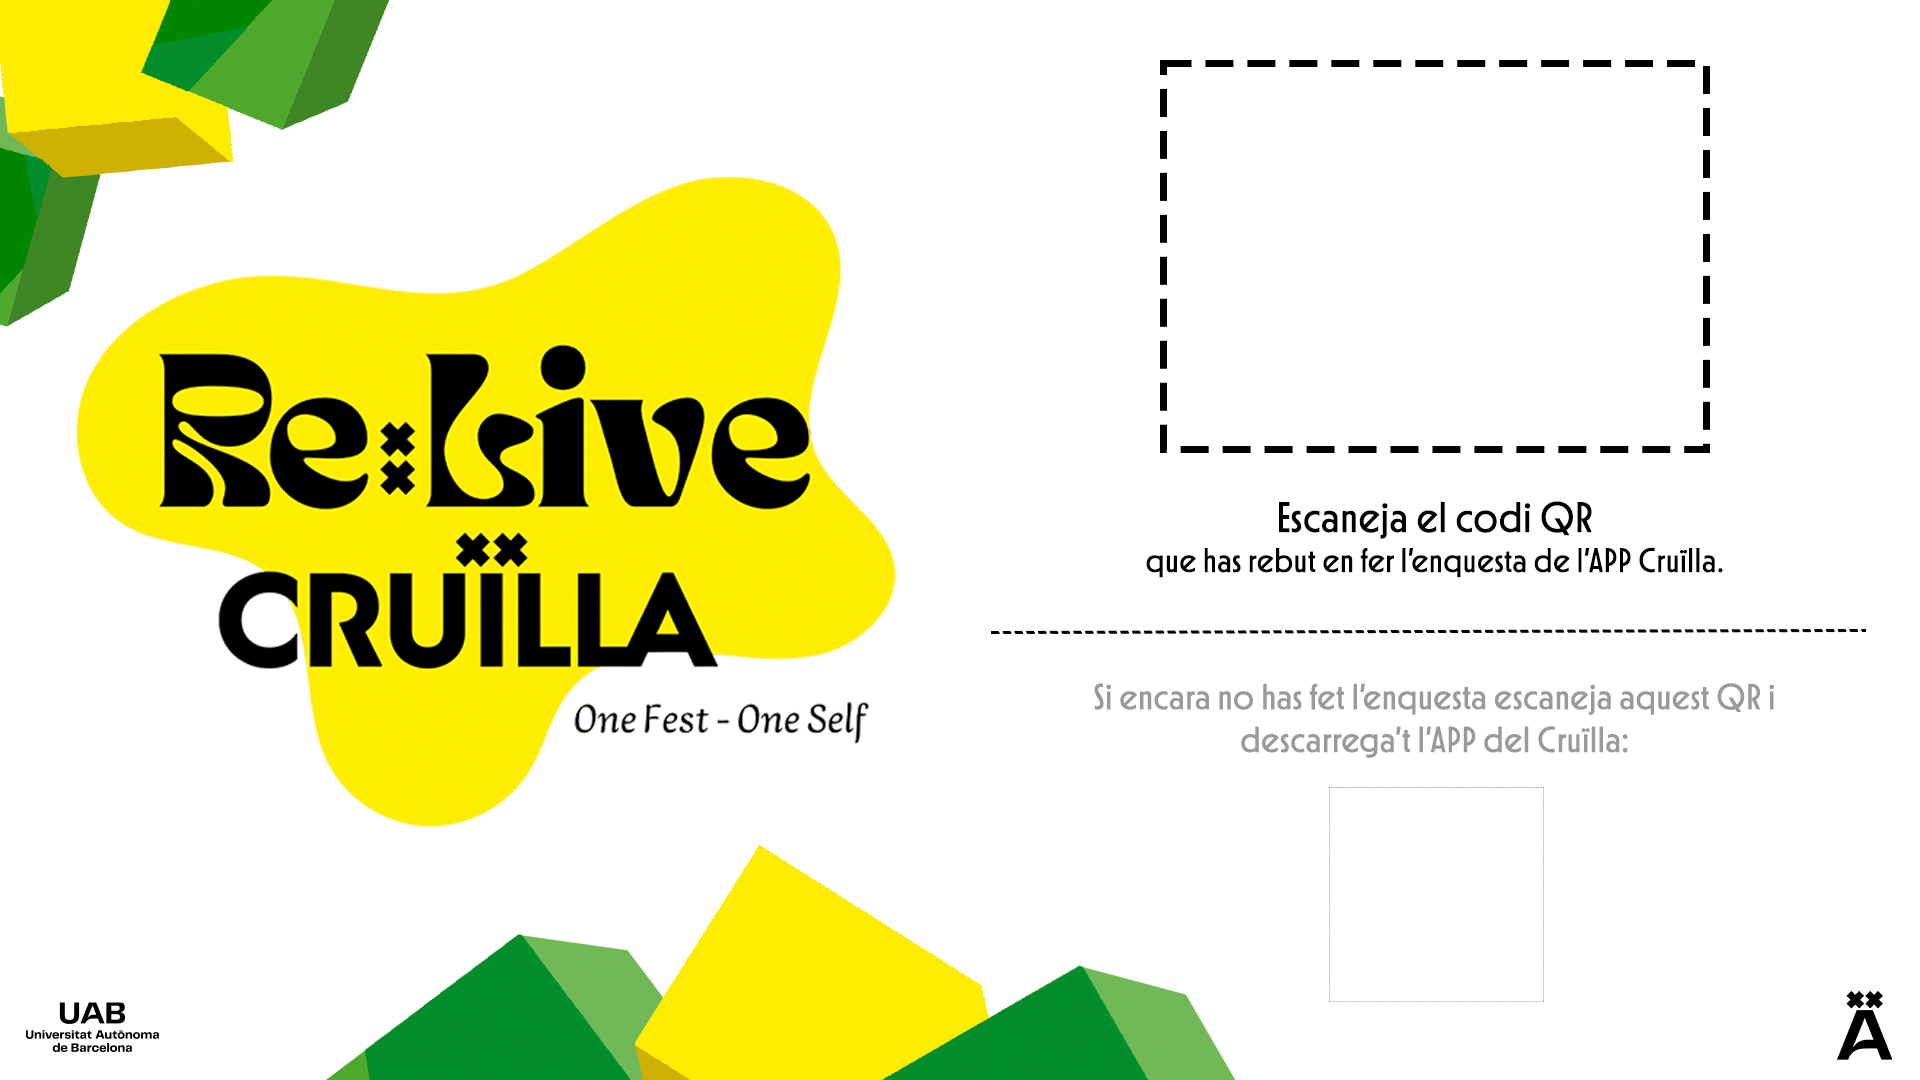 Re:Live
CRUÏLLA
One Fest - One Self
Escaneja el codi QR
que has rebut en fer l'enquesta de l'APP Cruïlla.
Si encara no has fet l'enquesta escaneja aquest QR i
descarrega't l'APP del Cruïlla:
UAB
Universitat Autònoma
de Barcelona
Ä